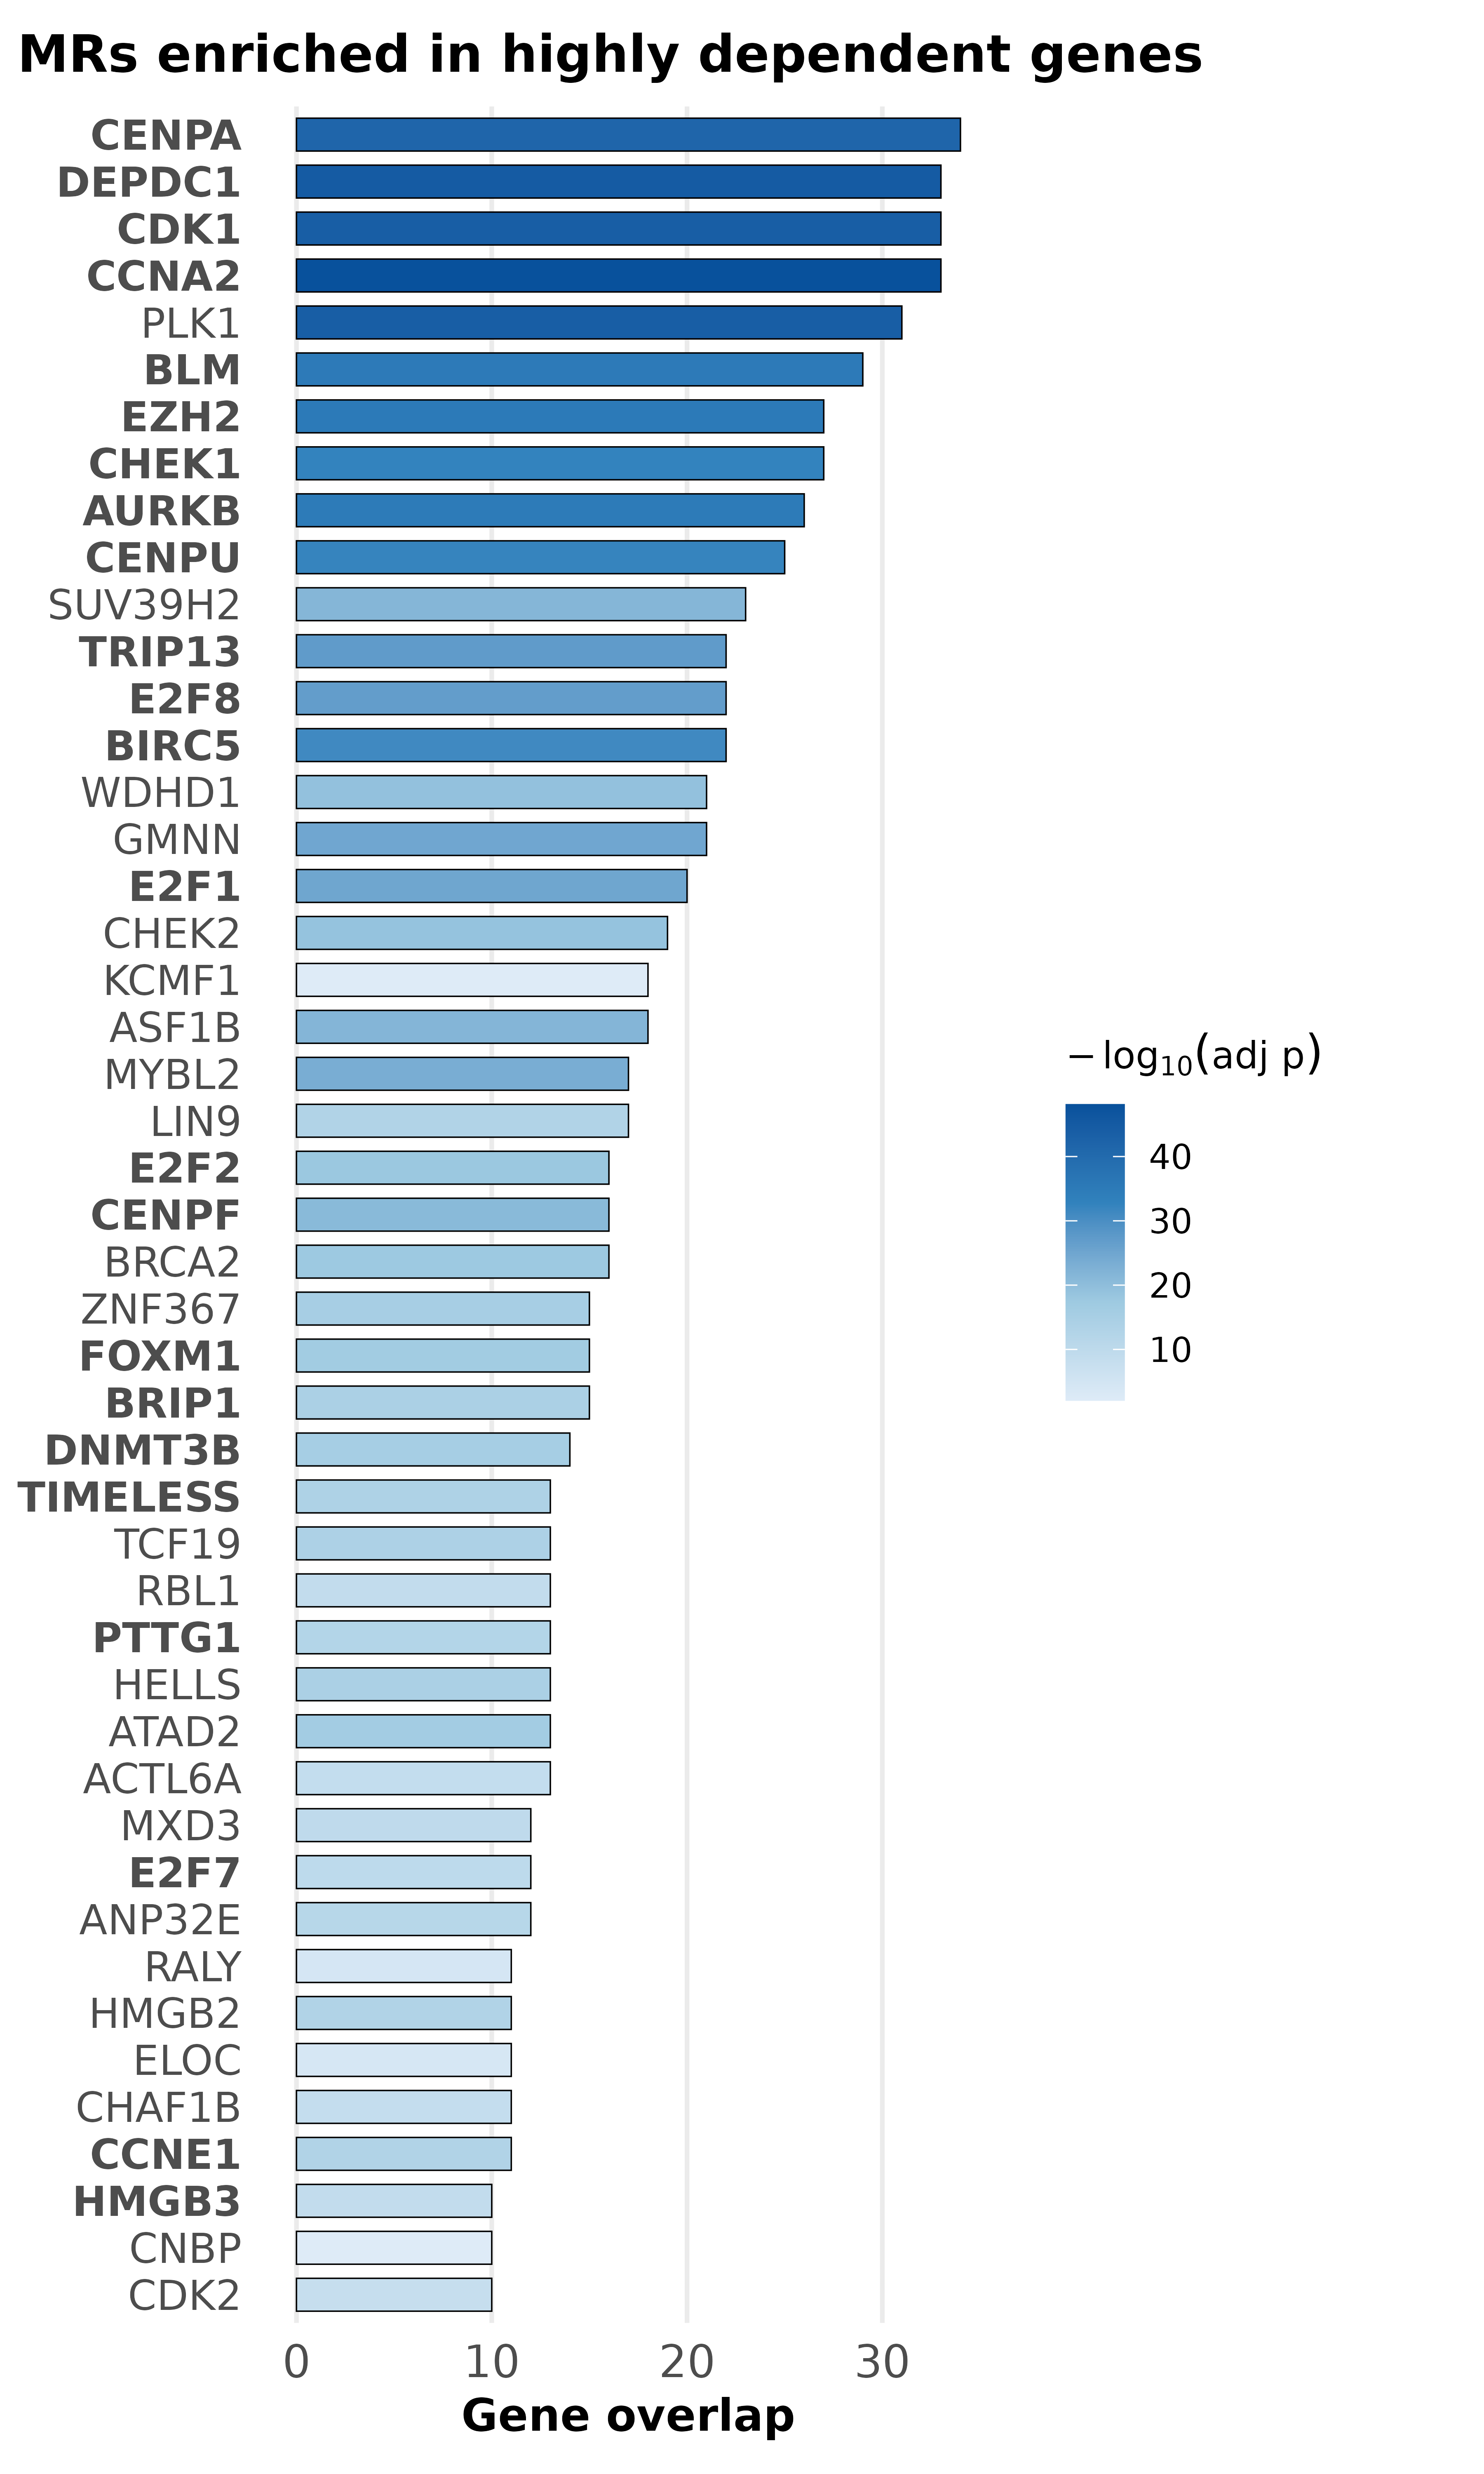 MRs enriched in highly dependent genes
CENPA
DEPDC1
CDK1
CCNA2
PLK1
BLM
EZH2
CHEK1
AURKB
CENPU
SUV39H2
TRIP13
E2F8
BIRC5
WDHD1
GMNN
E2F1
CHEK2
KCMF1
ASF1B
MYBL2
LIN9
E2F2
CENPF
BRCA2
ZNF367
FOXM1
BRIP1
DNMT3B
TIMELESS
TCF19
RBL1
PTTG1
HELLS
ATAD2
ACTL6A
MXD3
E2F7
ANP32E
RALY
HMGB2
ELOC
CHAF1B
CCNE1
HMGB3
CNBP
CDK2
0 10 20 30
Gene overlap
−log₁₀(adj p)
40
30
20
10